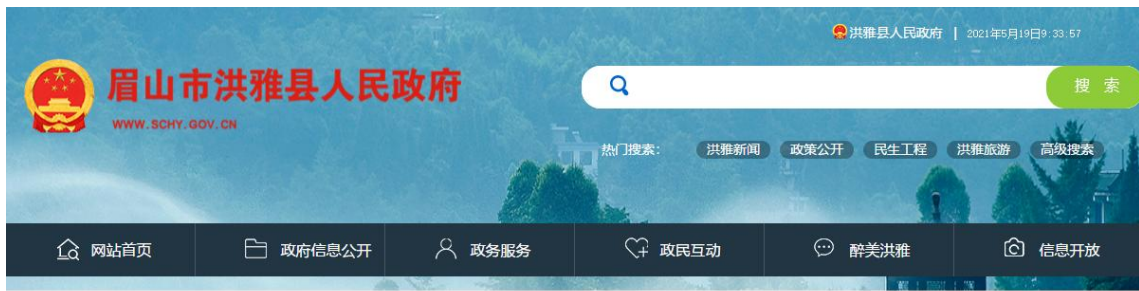 洪雅县人民政府 | 2021年5月19日9:33:57
眉山市洪雅县人民政府
WWW.SCHY.GOV.CN
搜 索
热门搜索： 洪雅新闻 政策公开 民生工程 洪雅旅游 高级搜索
网站首页 政府信息公开 政务服务 政民互动 醉美洪雅 信息开放